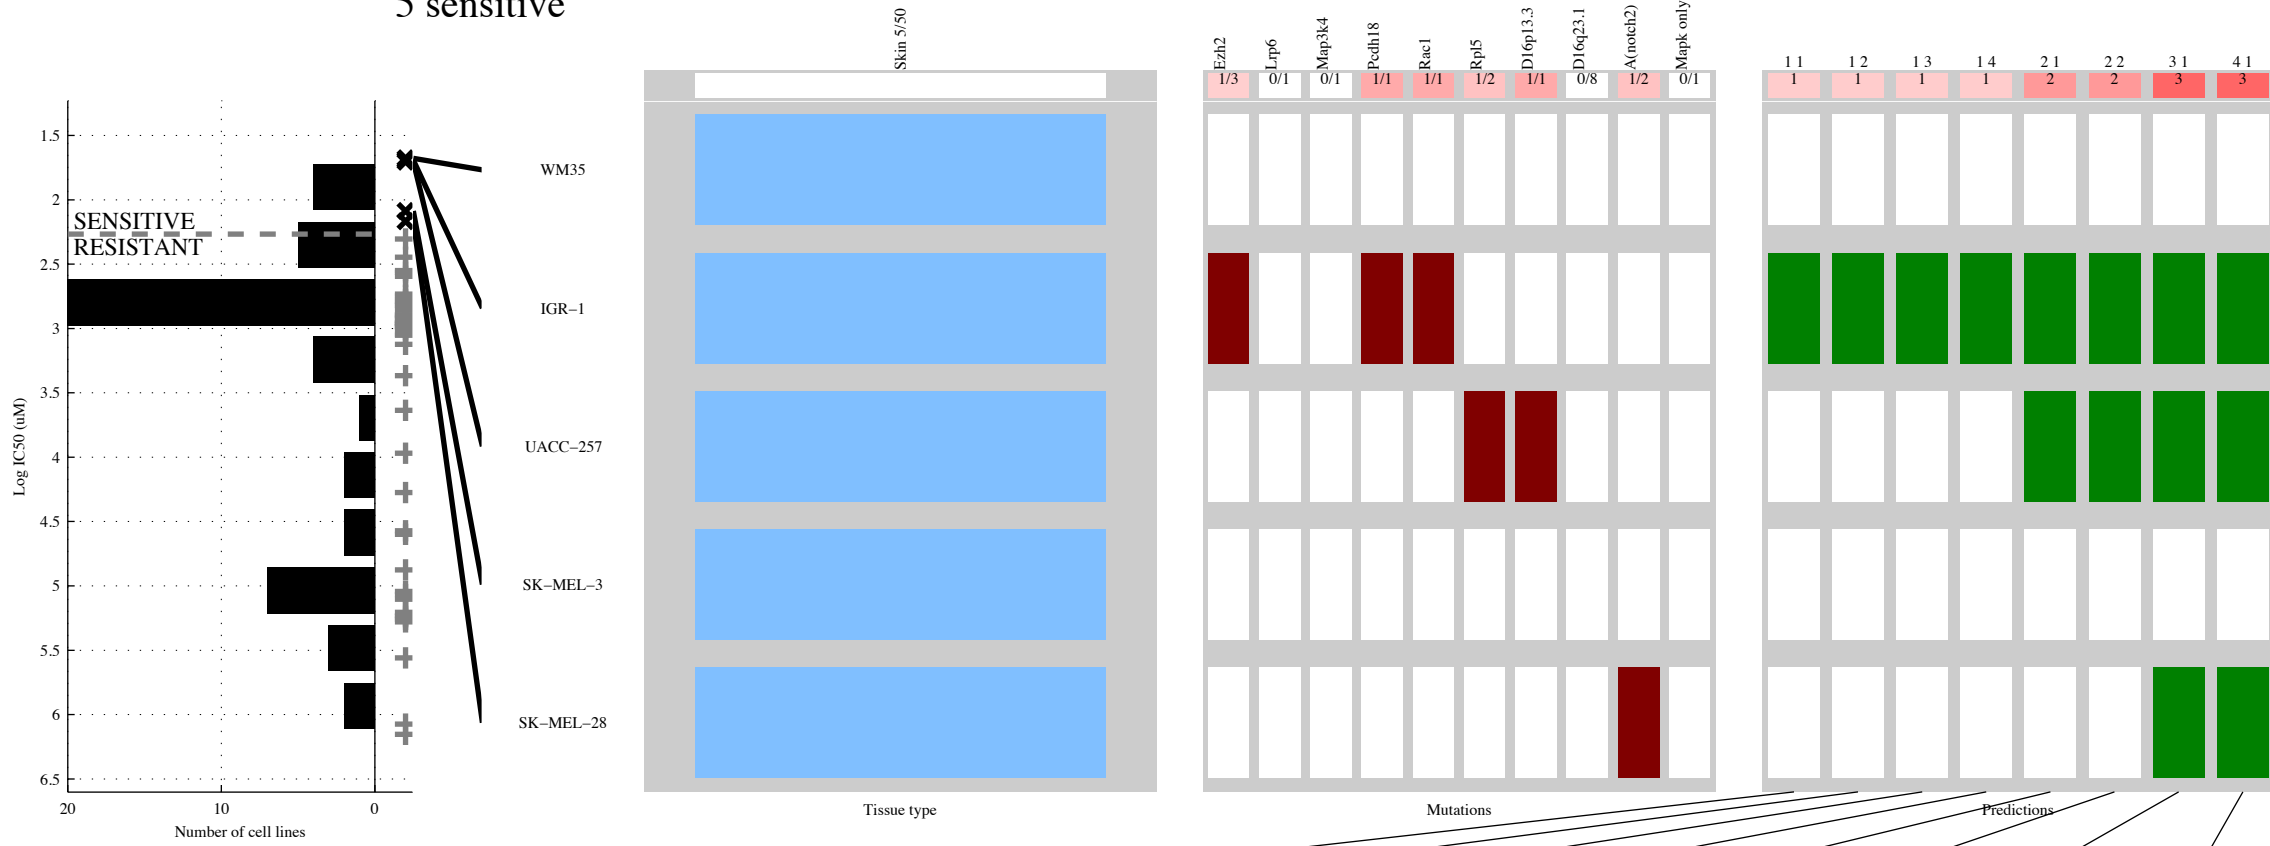 5 sensitive
Skin 5/50
Ezh2
Lrp6
Map3k4
Pcdh18
Rac1
Rpl5
D16p13.3
D16q23.1
A(notch2)
Mapk only
1 1
1 2
1 3
1 4
2 1
2 2
3 1
4 1
1/3
0/1
0/1
1/1
1/1
1/2
1/1
0/8
1/2
0/1
1
1
1
1
2
2
3
3
1.5
2
2.5
3
3.5
4
4.5
5
5.5
6
6.5
Log IC50 (uM)
SENSITIVE
RESISTANT
20
10
0
Number of cell lines
WM35
IGR−1
UACC−257
SK−MEL−3
SK−MEL−28
Tissue type
Mutations
Predictions